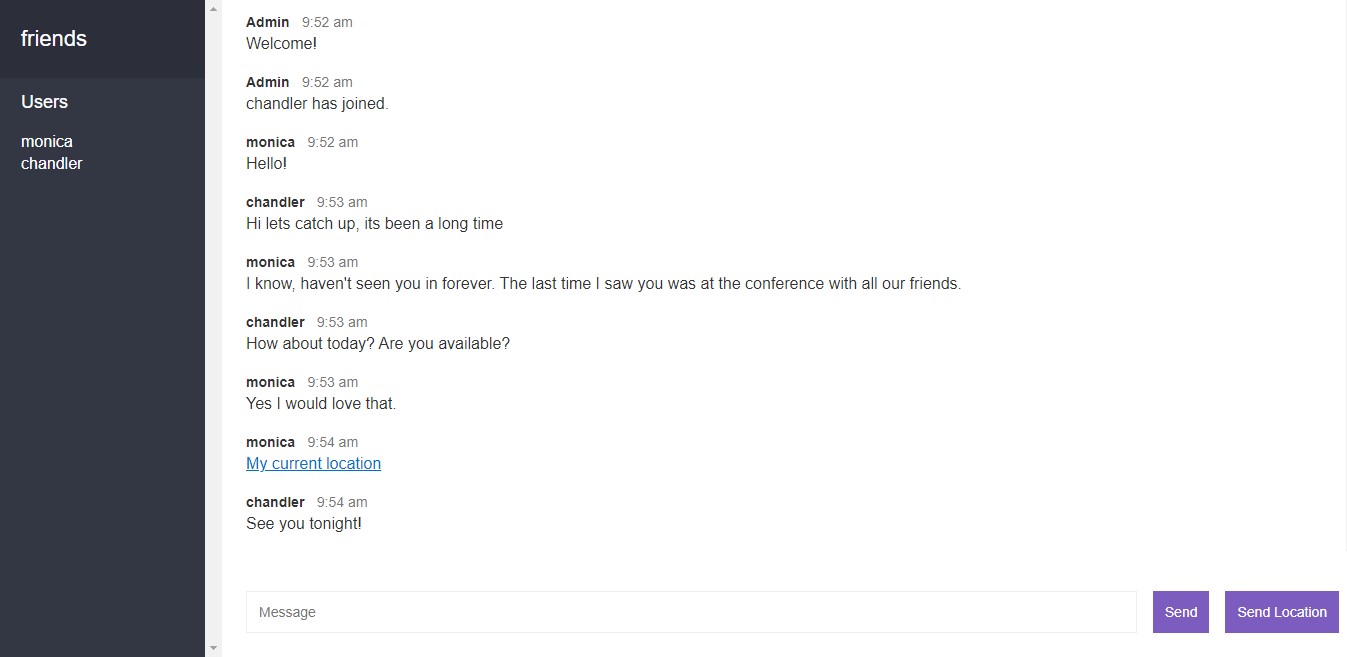 friends
Users
monica
chandler
Admin 9:52 am
Welcome!
Admin 9:52 am
chandler has joined.
monica 9:52 am
Hello!
chandler 9:53 am
Hi lets catch up, its been a long time
monica 9:53 am
I know, haven't seen you in forever. The last time I saw you was at the conference with all our friends.
chandler 9:53 am
How about today? Are you available?
monica 9:53 am
Yes I would love that.
monica 9:54 am
My current location
chandler 9:54 am
See you tonight!
Message Send Send Location